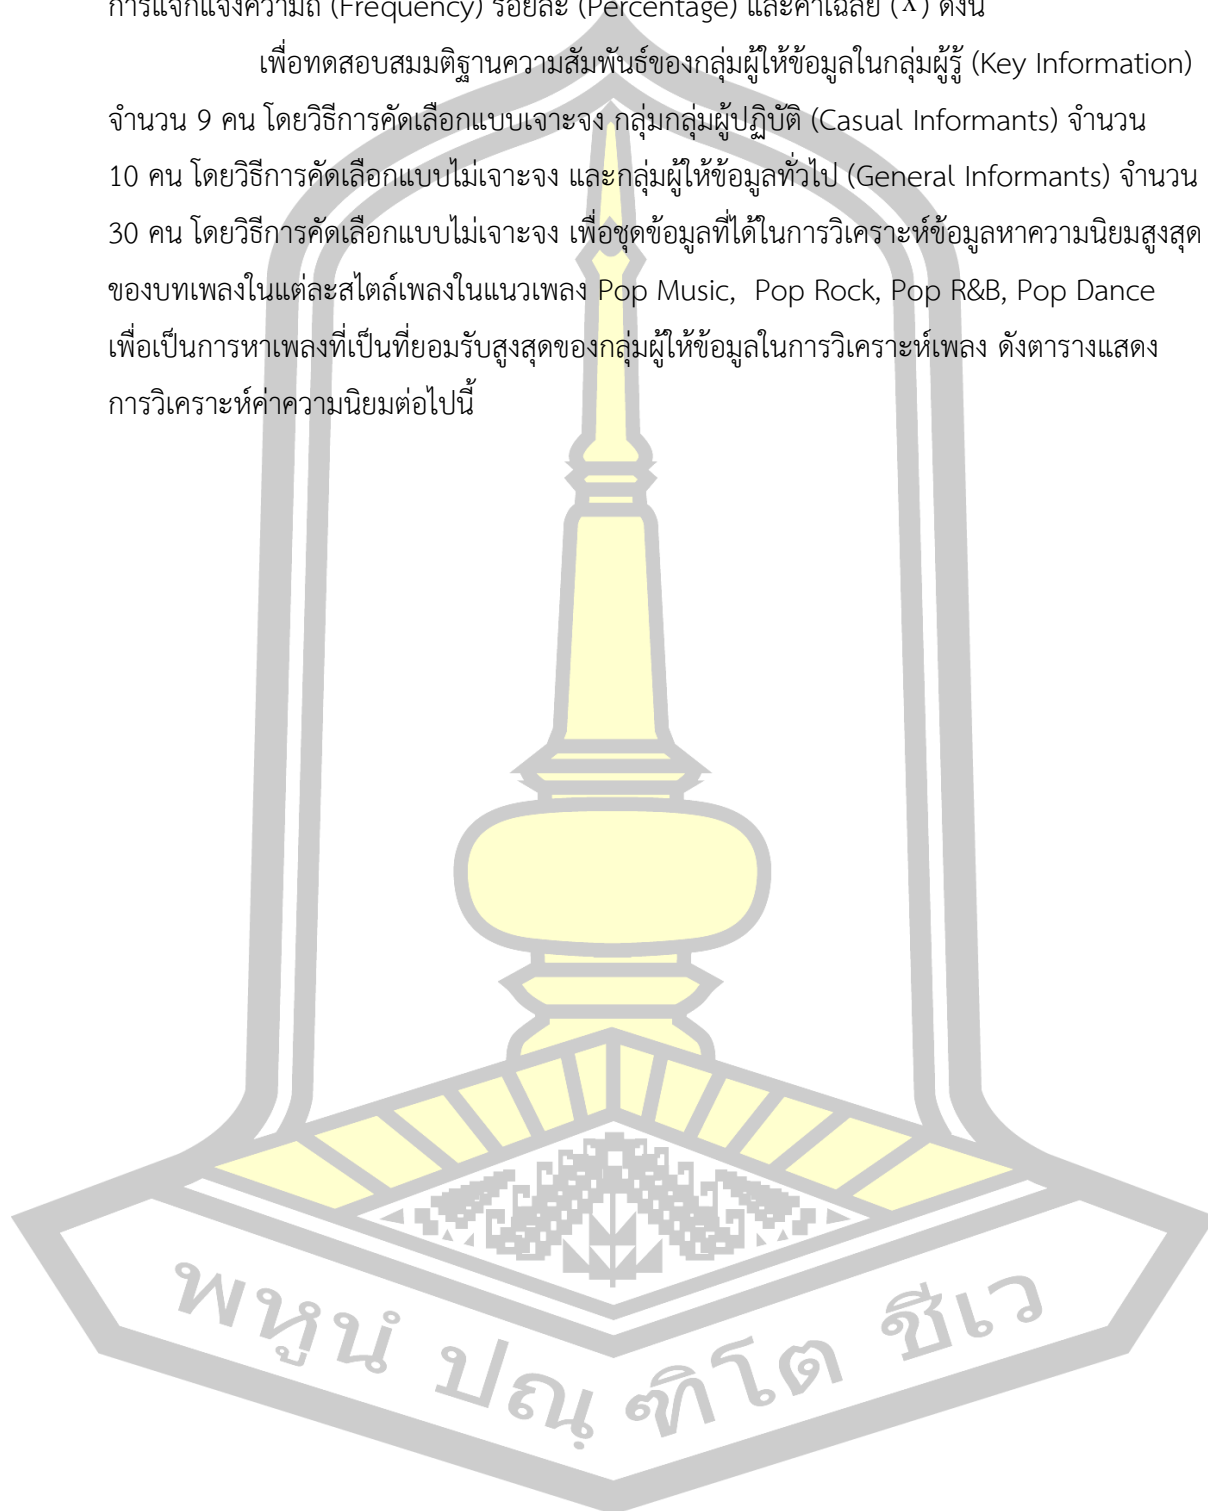 การแจกแจงความถี่ (Frequency) ร้อยละ (Percentage) และค่าเฉลี่ย (X̄) ดังนี้
เพื่อทดสอบสมมติฐานความสัมพันธ์ของกลุ่มผู้ให้ข้อมูลในกลุ่มผู้รู้ (Key Information)
จำนวน 9 คน โดยวิธีการคัดเลือกแบบเจาะจง กลุ่มกลุ่มผู้ปฏิบัติ (Casual Informants) จำนวน
10 คน โดยวิธีการคัดเลือกแบบไม่เจาะจง และกลุ่มผู้ให้ข้อมูลทั่วไป (General Informants) จำนวน
30 คน โดยวิธีการคัดเลือกแบบไม่เจาะจง เพื่อชุดข้อมูลที่ได้ในการวิเคราะห์ข้อมูลหาความนิยมสูงสุด
ของบทเพลงในแต่ละสไตล์เพลงในแนวเพลง Pop Music, Pop Rock, Pop R&B, Pop Dance
เพื่อเป็นการหาเพลงที่เป็นที่ยอมรับสูงสุดของกลุ่มผู้ให้ข้อมูลในการวิเคราะห์เพลง ดังตารางแสดง
การวิเคราะห์ค่าความนิยมต่อไปนี้
พหูนํ ปณฺฑิโต ชีเว